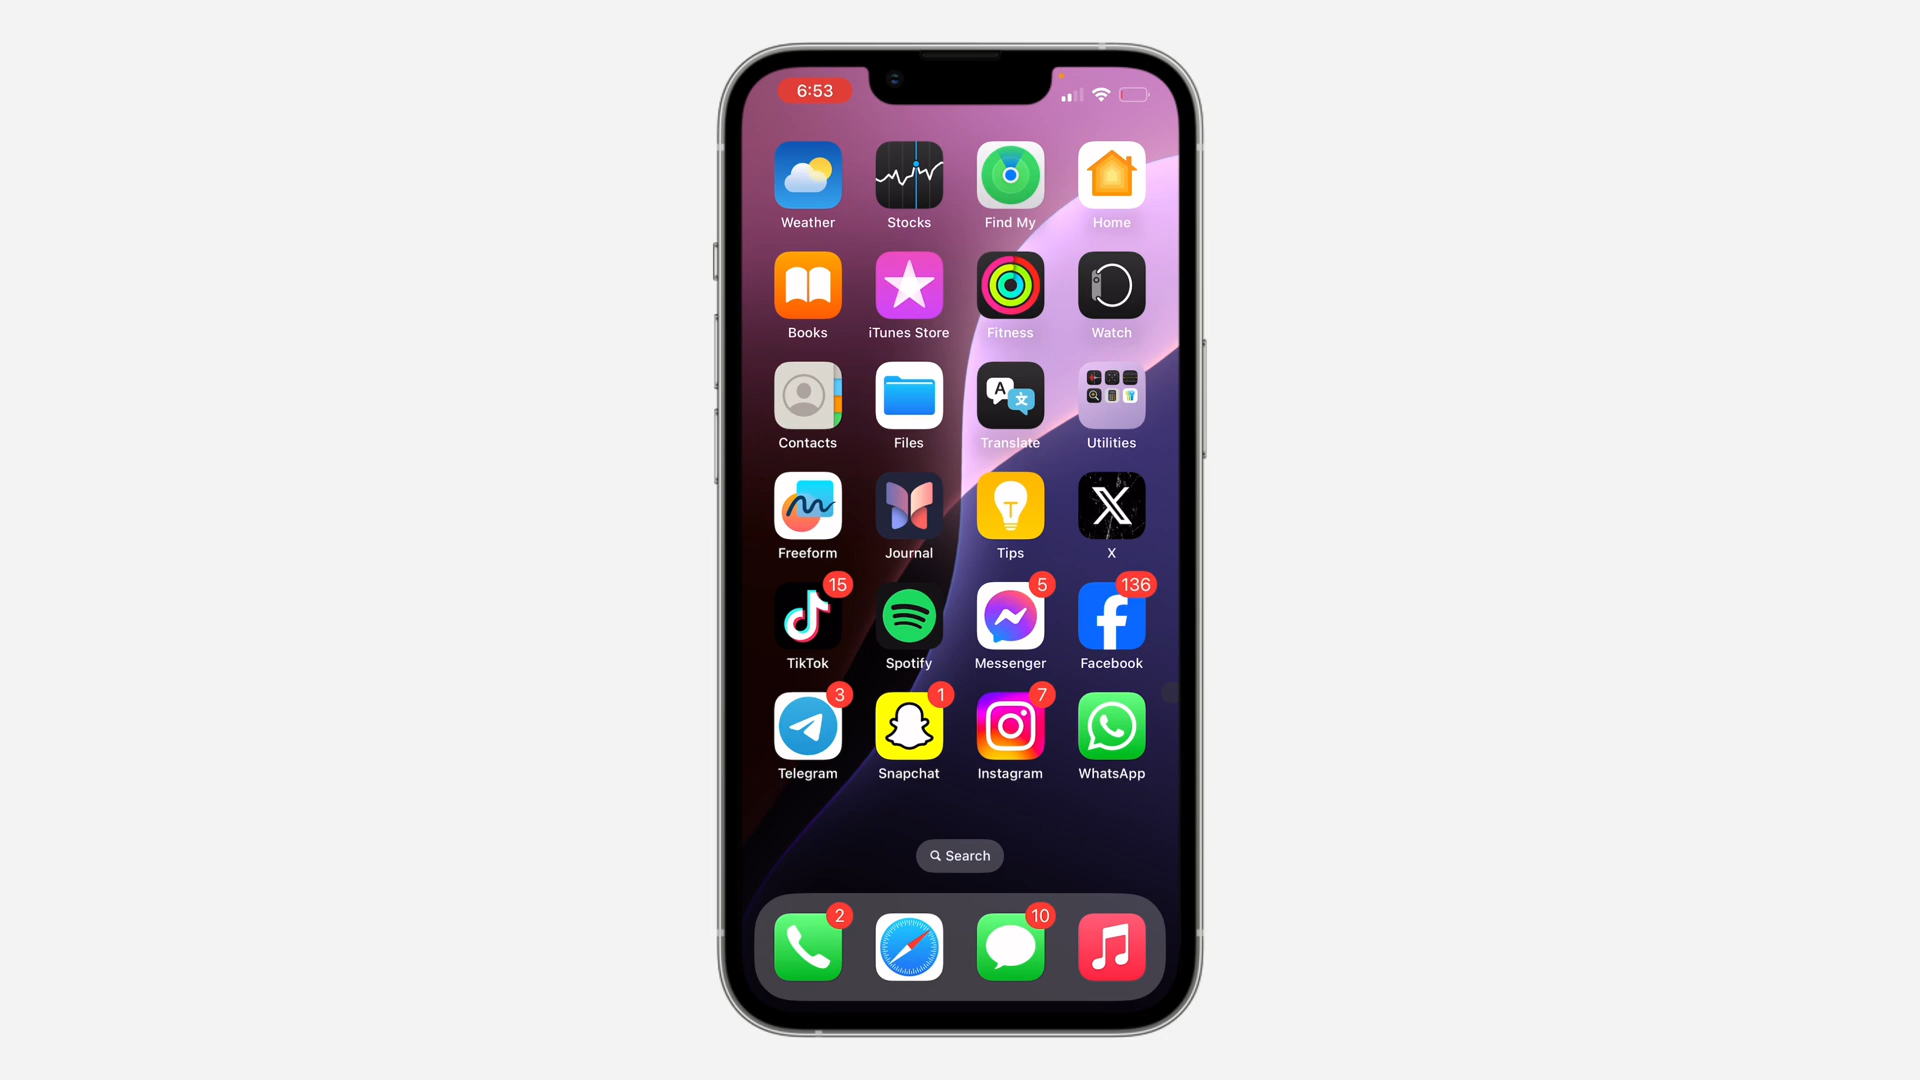 6:53
Weather Stocks Find My Home
Books iTunes Store Fitness Watch
A 文
Contacts Files Translate Utilities
T
Freeform Journal Tips X
15 5 136
TikTok Spotify Messenger Facebook
3 1 7
Telegram Snapchat Instagram WhatsApp
Search
2 10